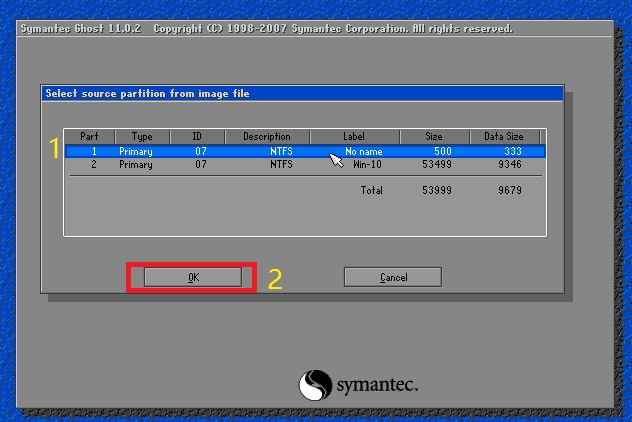 Symantec Ghost 11.0.2 Copyright (C) 1998-2007 Symantec Corporation. All rights reserved.
Select source partition from image file
Part Type ID Description Label Size Data Size
1
1 Primary 07 NTFS No name 500 333
2 Primary 07 NTFS Win-10 53499 9346
Total 53999 9679
OK 2 Cancel
symantec.